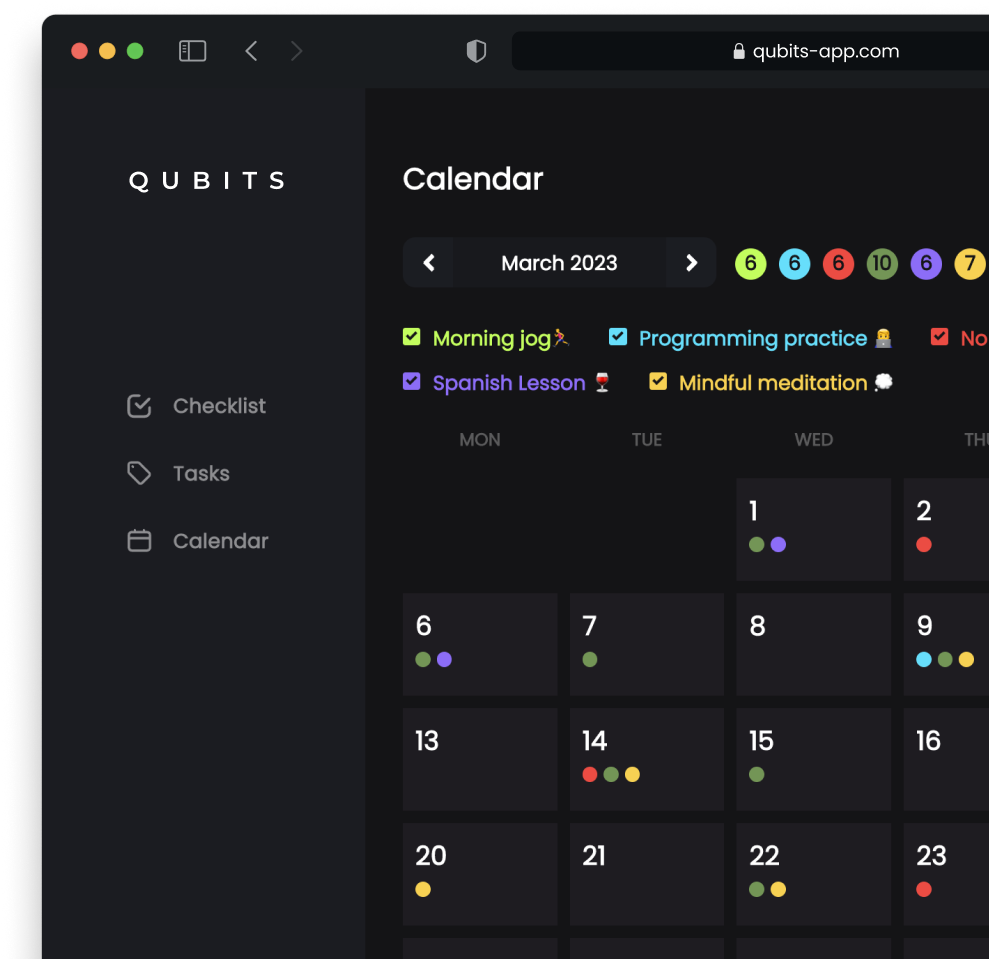 qubits-app.com
QUBITS
Calendar
March 2023
6 6 6 10 6 7
Morning jog Programming practice No
Spanish Lesson Mindful meditation
Checklist
Tasks
Calendar
MON TUE WED
1 2
6 7 8 9
13 14 15 16
20 21 22 23